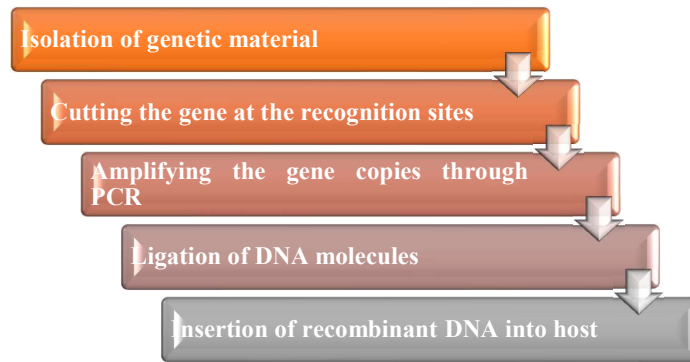 Isolation of genetic material
Cutting the gene at the recognition sites
Amplifying the gene copies through
PCR
Ligation of DNA molecules
Insertion of recombinant DNA into host